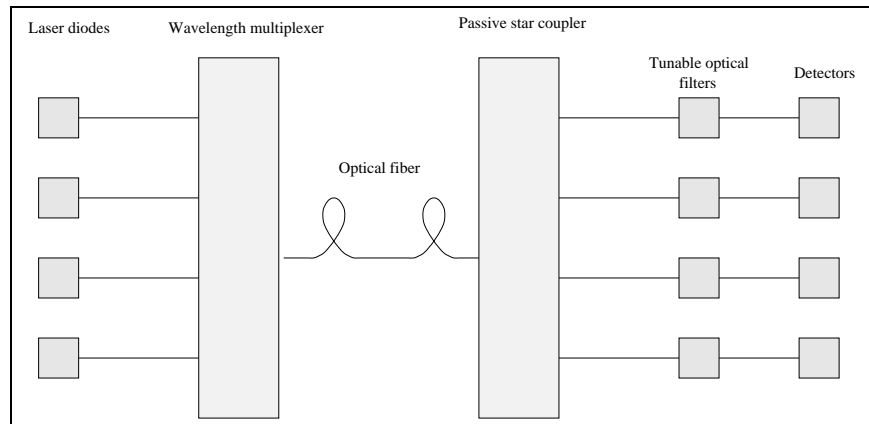 Laser diodes
Wavelength multiplexer
Passive star coupler
Tunable optical
filters
Detectors
Optical fiber